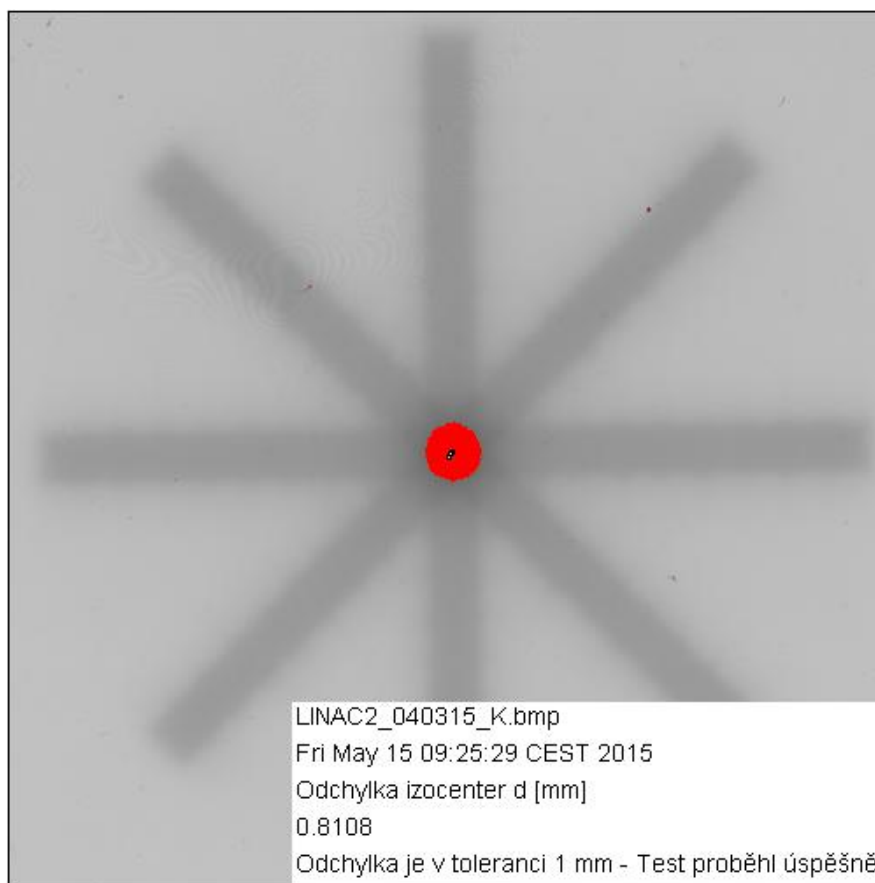 LINAC2_040315_K.bmp
Fri May 15 09:25:29 CEST 2015
Odchylka izocenter d [mm]
0.8108
Odchylka je v toleranci 1 mm - Test proběhl úspěšně